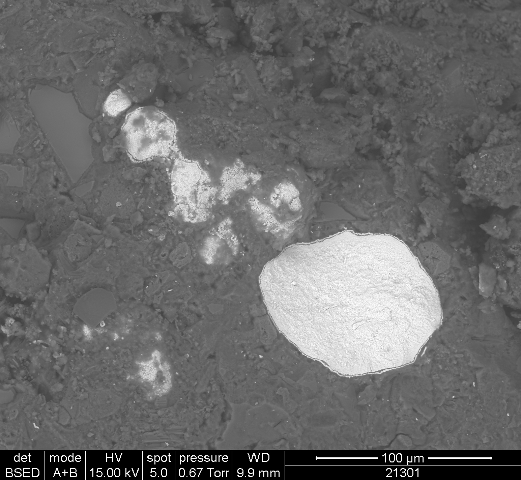 det mode HV spot pressure WD 100 µm
BSED A+B 15.00 kV 5.0 0.67 Torr 9.9 mm 21301